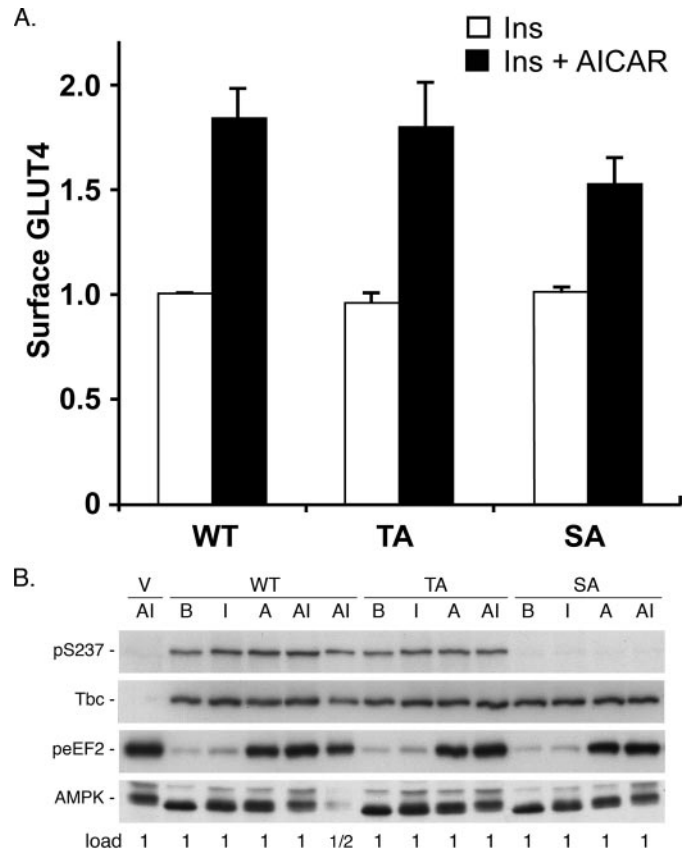 A.
Ins
Ins + AICAR
Surface GLUT4
2.0
1.5
1.0
0.5
0
WT TA SA
B.
V WT TA SA
AI B I A AI AI B I A AI B I A AI
pS237 -
Tbc -
peEF2 -
AMPK -
load 1 1 1 1 1 1/2 1 1 1 1 1 1 1 1